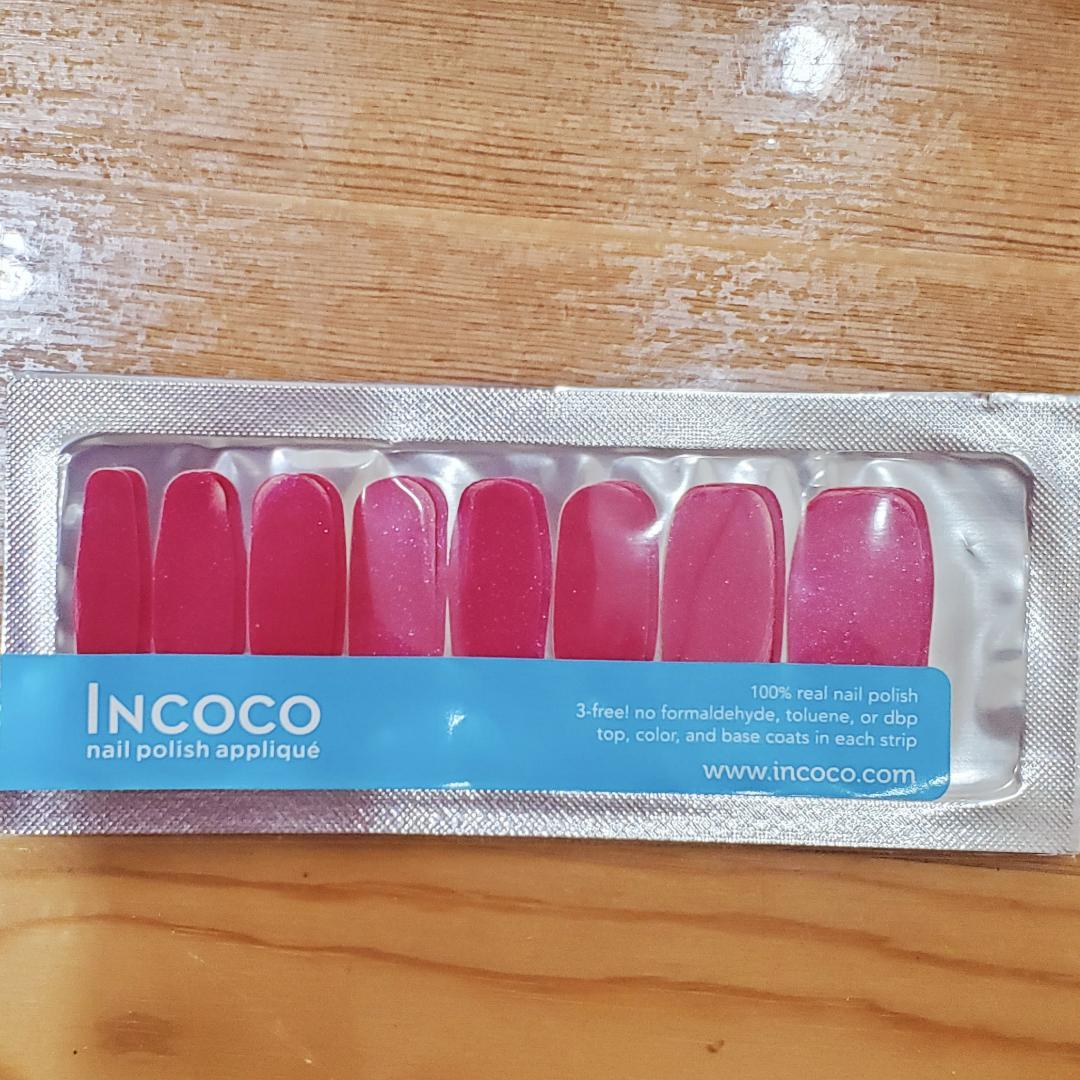 INCOCO
nail polish appliqué
100% real nail polish
3-free! no formaldehyde, toluene, or dbp
top, color, and base coats in each strip
www.incoco.com